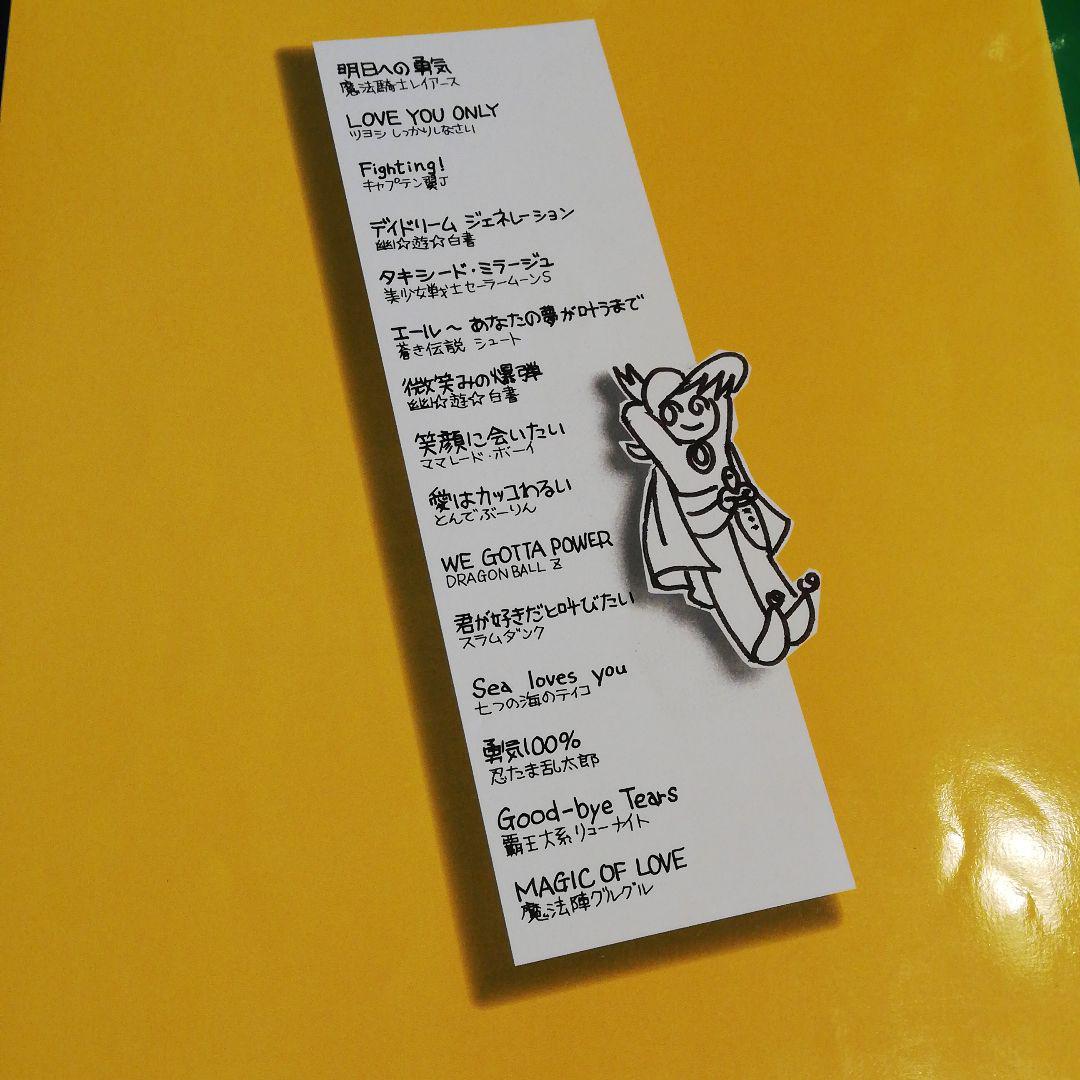 明日への勇気
魔法騎士レイアース
LOVE YOU ONLY
ツヨシ しっかりしなさい
Fighting!
キャプテン翼J
デイドリーム ジェネレーション
幽☆遊☆白書
タキシード・ミラージュ
美少女戦士セーラームーンS
エール〜あなたの夢が叶うまで
蒼き伝説 シュート
微笑みの爆弾
幽☆遊☆白書
笑顔に会いたい
ママレード・ボーイ
愛はカッコわるい
とんでぶーりん
WE GOTTA POWER
DRAGON BALL Z
君が好きだと叫びたい
スラムダンク
Sea loves you
七つの海のティコ
勇気100%
忍たま乱太郎
Good-bye Tears
覇王大系リューナイト
MAGIC OF LOVE
魔法陣グルグル